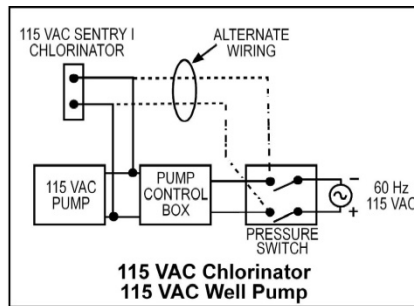 115 VAC SENTRY I
CHLORINATOR
ALTERNATE
WIRING
115 VAC
PUMP
PUMP
CONTROL
BOX
PRESSURE
SWITCH
−
+
60 Hz
115 VAC
115 VAC Chlorinator
115 VAC Well Pump